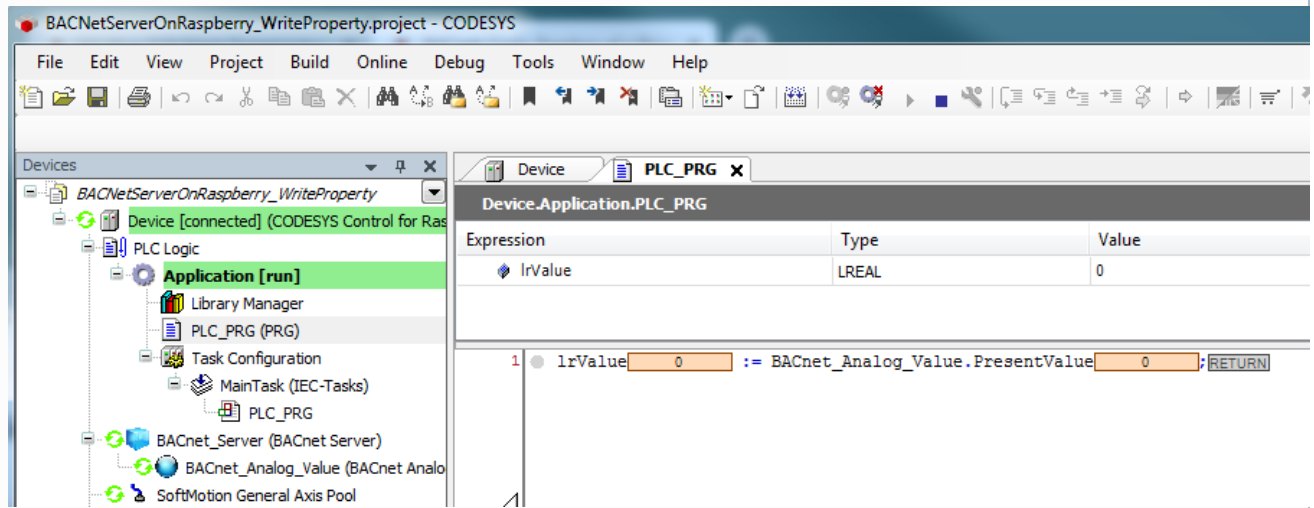 BACNetServerOnRaspberry_WriteProperty.project - CODESYS
File Edit View Project Build Online Debug Tools Window Help
Devices
BACNetServerOnRaspberry_WriteProperty
Device [connected] (CODESYS Control for Ras
PLC Logic
Application [run]
Library Manager
PLC_PRG (PRG)
Task Configuration
MainTask (IEC-Tasks)
PLC_PRG
BACnet_Server (BACnet Server)
BACnet_Analog_Value (BACnet Analo
SoftMotion General Axis Pool
Device PLC_PRG
Device.Application.PLC_PRG
Expression Type Value
lrValue LREAL 0
1 lrValue 0 := BACnet_Analog_Value.PresentValue 0 ;RETURN